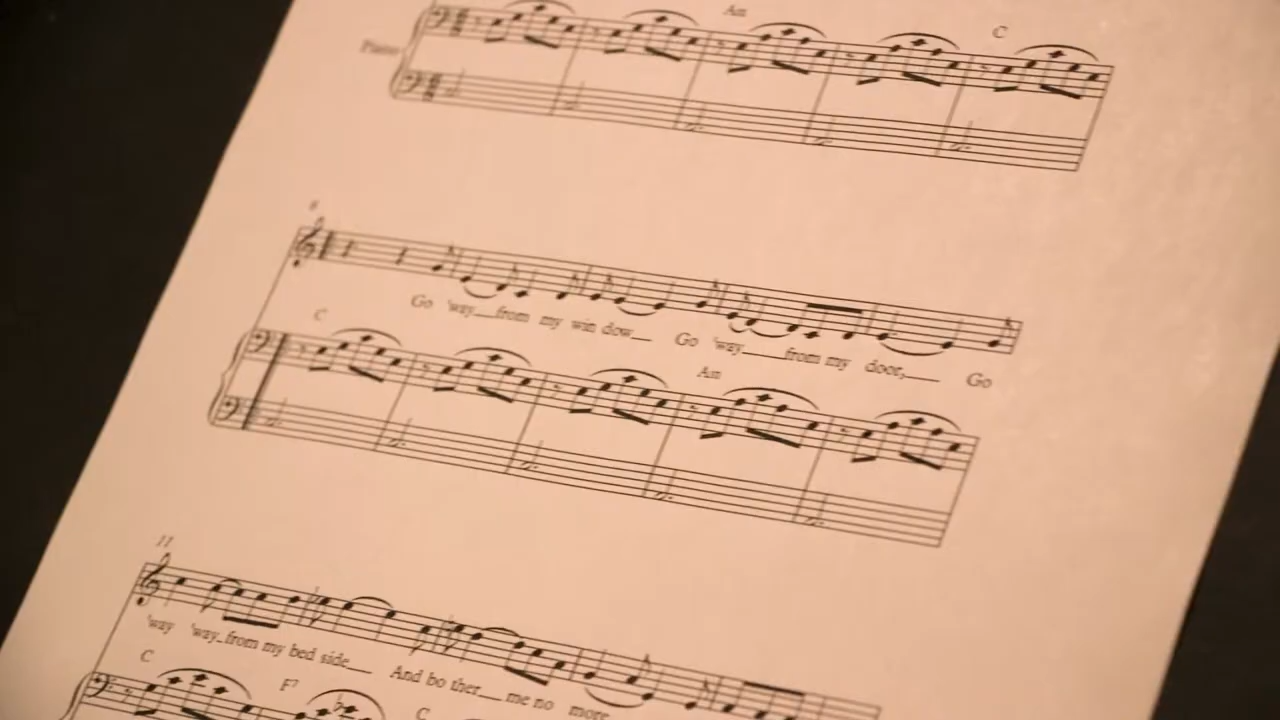 Am C
Piano
6
Go 'way from my win dow Go 'way from my door, Go
C Am
11
'way 'way from my bed side And bo ther me no more
C F7 C